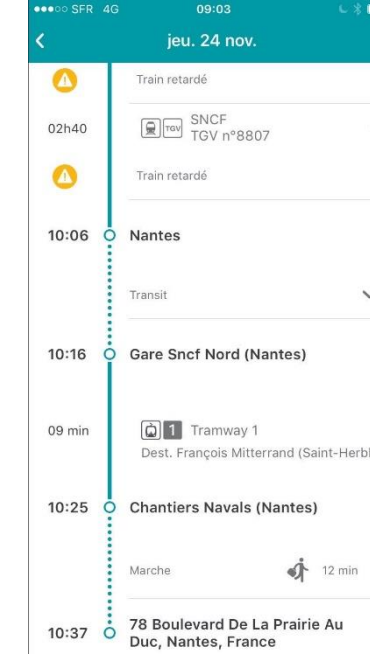 SFR 4G 09:03
jeu. 24 nov.
Train retardé
SNCF
02h40 TGV TGV n°8807
Train retardé
10:06 Nantes
Transit
10:16 Gare Sncf Nord (Nantes)
09 min 1 Tramway 1
Dest. François Mitterrand (Saint-Herbl
10:25 Chantiers Navals (Nantes)
Marche 12 min
78 Boulevard De La Prairie Au
10:37 Duc, Nantes, France